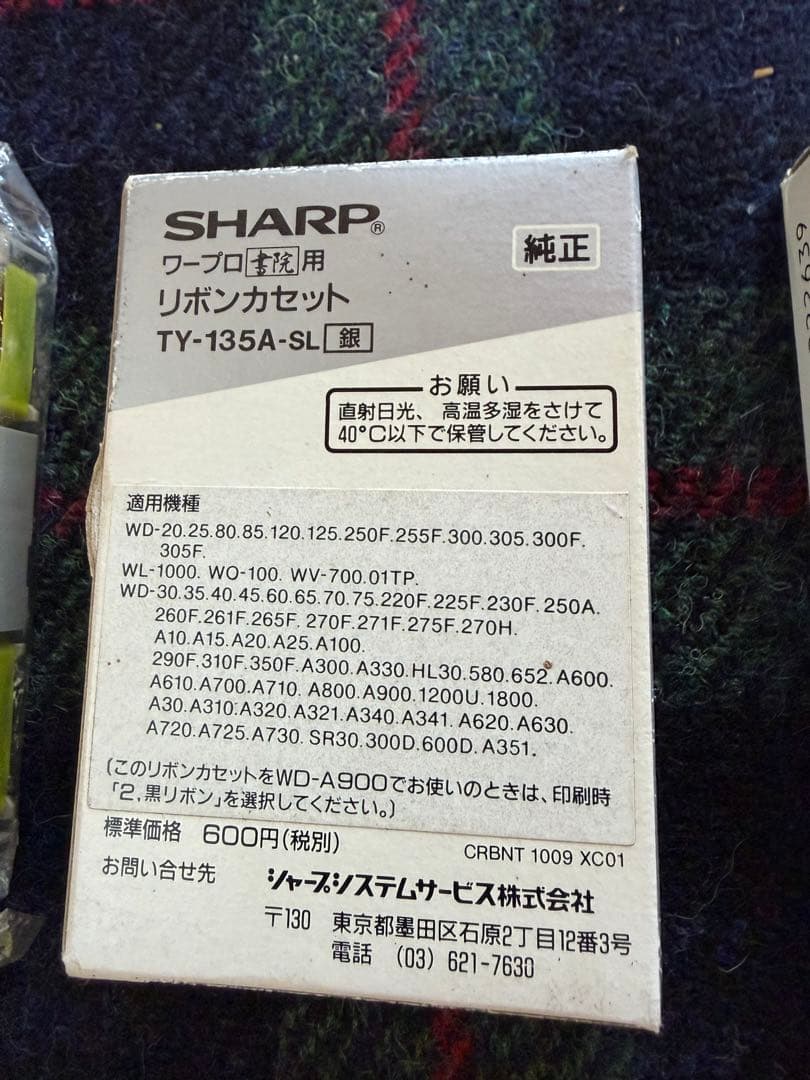 SHARP®
純正
ワープロ書院用
リボンカセット
TY-135A-SL 銀
お願い
直射日光、高温多湿をさけて
40°C以下で保管してください。
適用機種
WD-20.25.80.85.120.125.250F.255F.300.305.300F.
305F.
WL-1000. WO-100. WV-700.01TP.
WD-30.35.40.45.60.65.70.75.220F.225F.230F.250A.
260F.261F.265F. 270F.271F.275F.270H.
A10.A15.A20.A25.A100.
290F.310F.350F.A300.A330.HL30.580.652.A600.
A610.A700.A710. A800.A900.1200U.1800.
A30.A310.A320.A321.A340.A341. A620.A630.
A720.A725.A730. SR30.300D.600D.A351.
(このリボンカセットをWD-A900でお使いのときは、印刷時
「2,黒リボン」を選択してください。)
標準価格 600円(税別)
CRBNT 1009 XC01
お問い合せ先
シャープシステムサービス株式会社
〒130 東京都墨田区石原2丁目12番3号
電話 (03) 621-7630